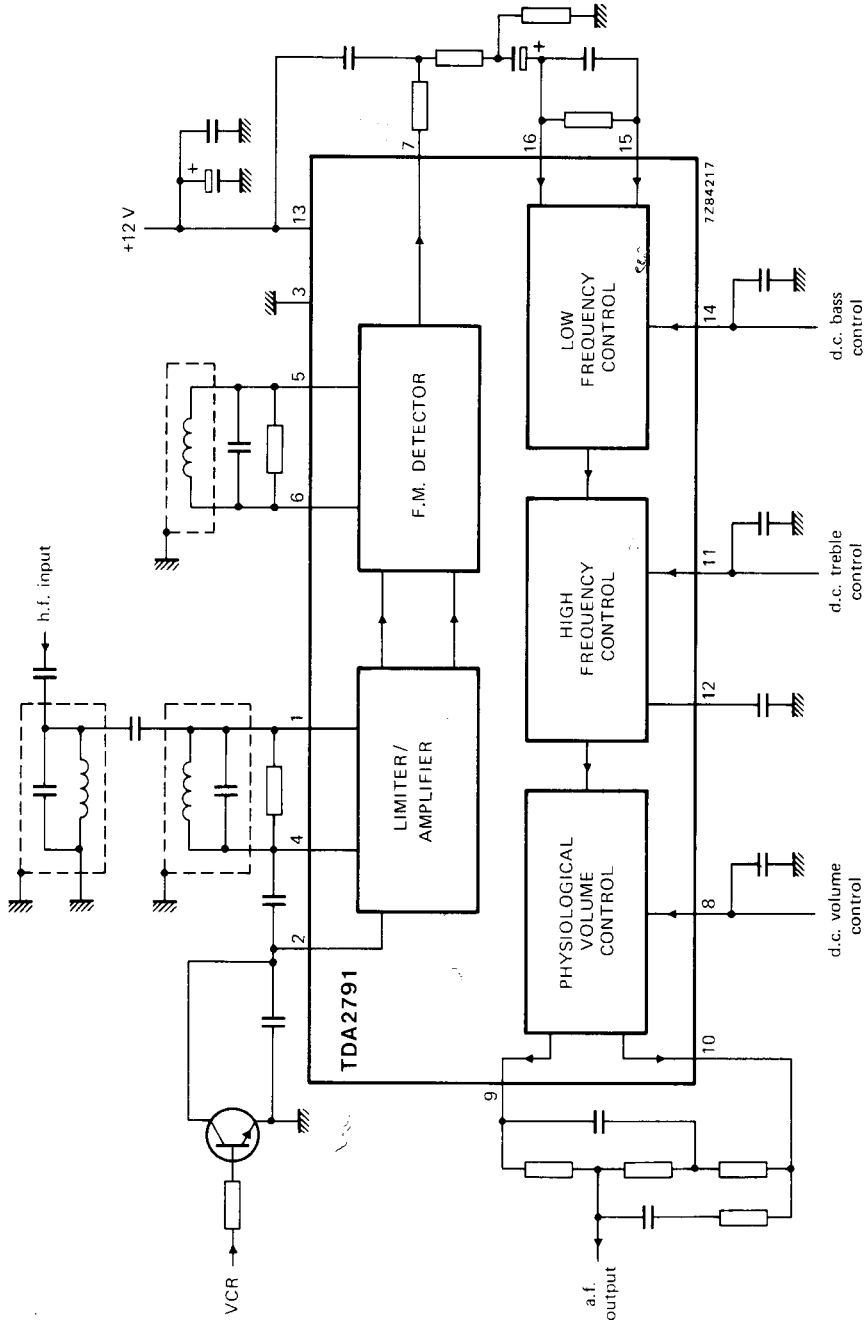 VCR
h.f. input
+12 V
2
4
1
6
5
3
13
TDA2791
LIMITER/
AMPLIFIER
F.M. DETECTOR
7
9
PHYSIOLOGICAL
VOLUME
CONTROL
HIGH
FREQUENCY
CONTROL
LOW
FREQUENCY
CONTROL
16
15
7Z84217
10
8
12
11
14
a.f.
output
d.c. volume
control
d.c. treble
control
d.c. bass
control
+
+